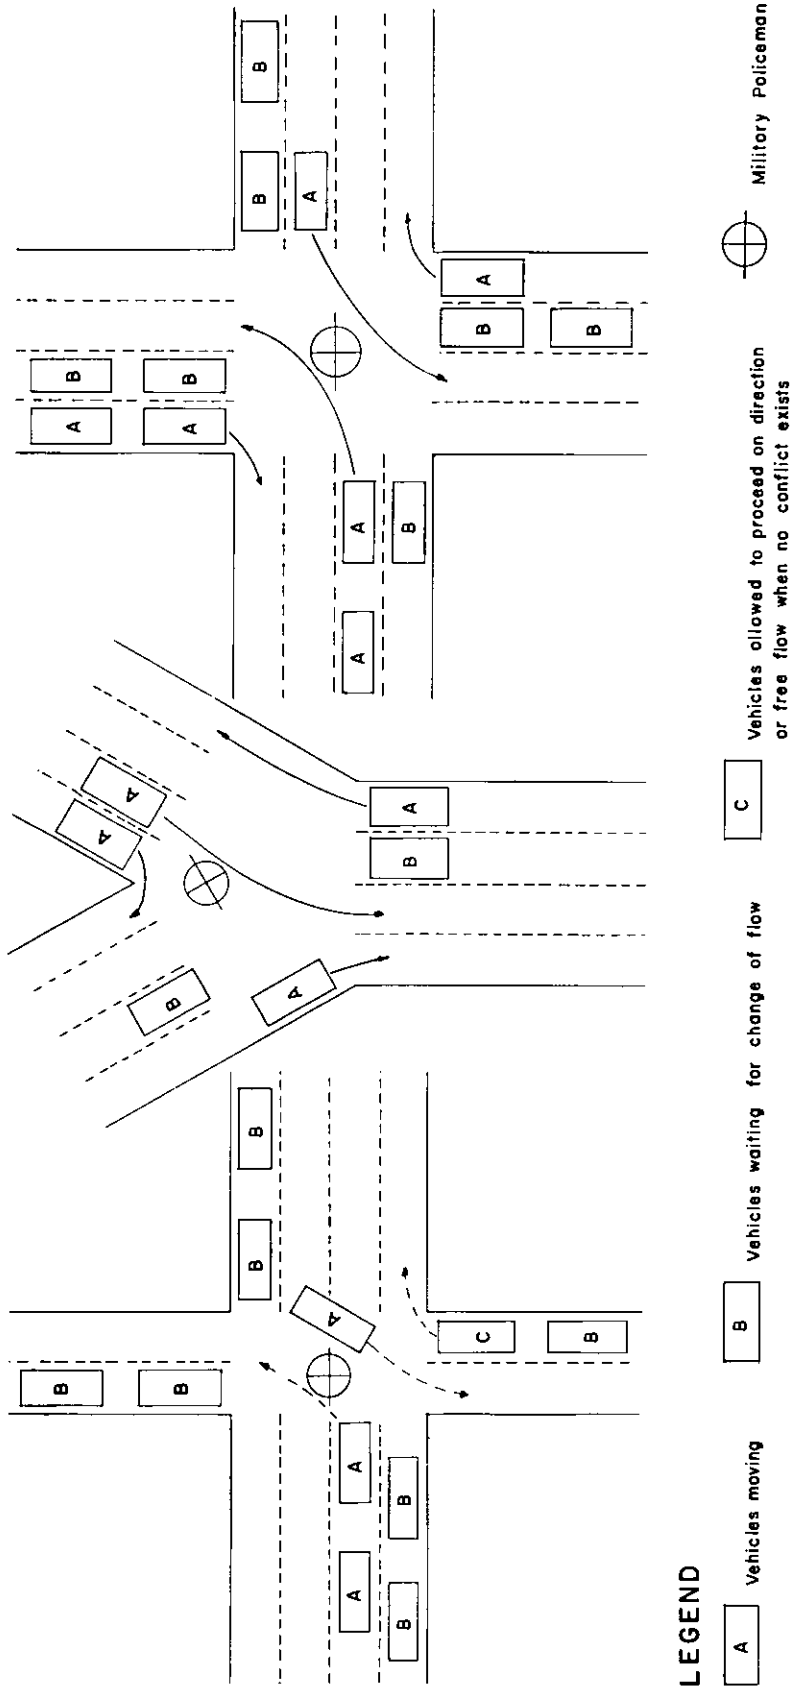 B
B
B
B
A
A
A
B
B
C
B
A
A
B
A
B
A
A
B
A
B
B
B
A
A
A
B
B
A
B
LEGEND
A Vehicles moving
B Vehicles waiting for change of flow
C Vehicles allowed to proceed on direction
or free flow when no conflict exists
Military Policeman